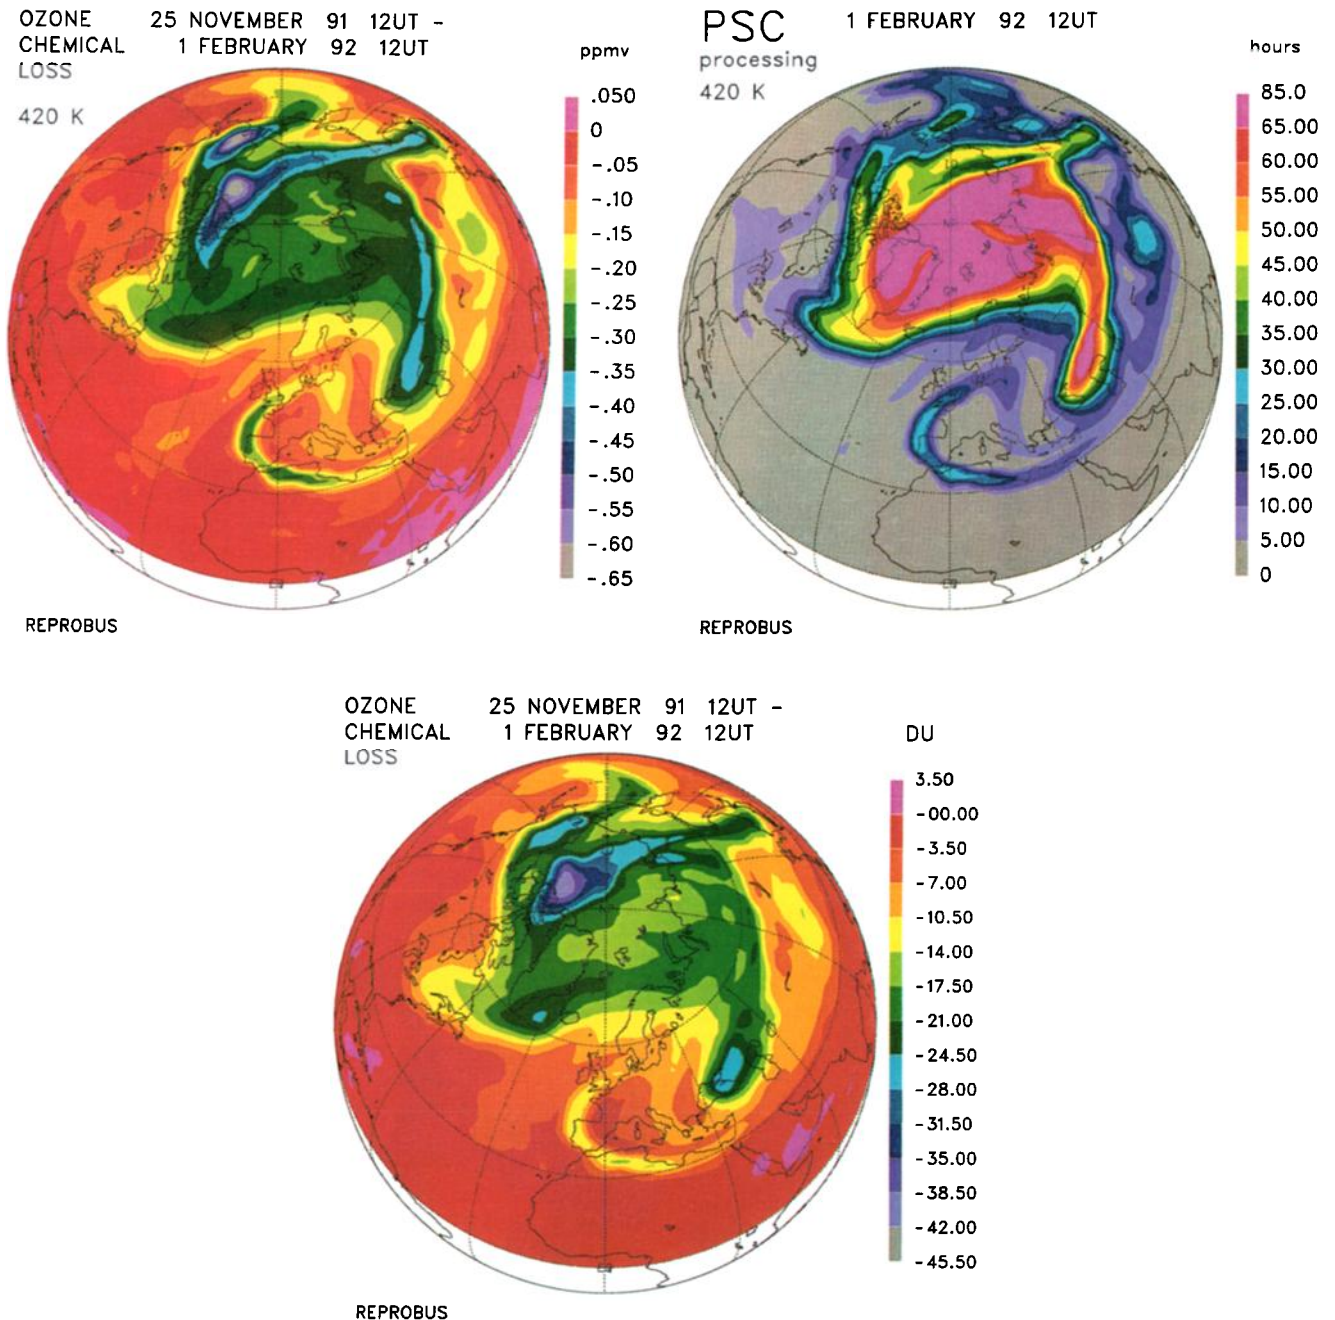 OZONE 25 NOVEMBER 91 12UT -
CHEMICAL 1 FEBRUARY 92 12UT
LOSS
420 K
ppmv
.050
0
-.05
-.10
-.15
-.20
-.25
-.30
-.35
-.40
-.45
-.50
-.55
-.60
-.65
REPROBUS
PSC 1 FEBRUARY 92 12UT
processing
420 K
hours
85.0
65.00
60.00
55.00
50.00
45.00
40.00
35.00
30.00
25.00
20.00
15.00
10.00
5.00
0
REPROBUS
OZONE 25 NOVEMBER 91 12UT -
CHEMICAL 1 FEBRUARY 92 12UT
LOSS
DU
3.50
-00.00
-3.50
-7.00
-10.50
-14.00
-17.50
-21.00
-24.50
-28.00
-31.50
-35.00
-38.50
-42.00
-45.50
REPROBUS